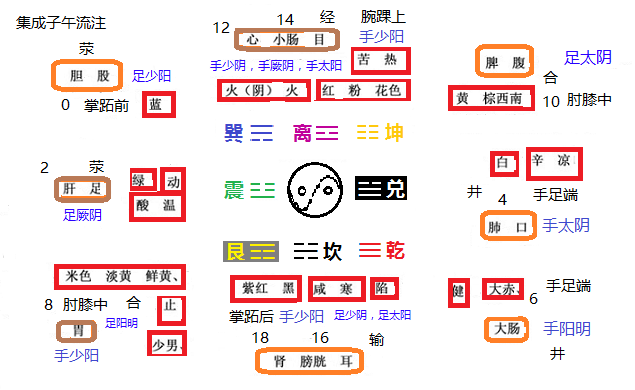 集成子午流注
荥
胆 股
足少阳
0 掌跖前 蓝
12 14 经 腕踝上
心 小肠 目
手少阳
手少阴，手厥阴，手太阳
苦 热
火（阴）火
红 粉 花色
脾 腹
足太阴
合
黄 棕西南
10 肘膝中
巽 ☴ 离 ☲ 坤
2 荥
绿 动
肝 足
酸 温
足厥阴
震 ☳
☱ 兑
白 辛 凉
井 4 手足端
肺 口
手太阴
米色 淡黄 鲜黄、
8 肘膝中 合
止
足阳明
胃
手少阳
少男、
艮 ☶ ☵ 坎 ☰ 乾
紫红 黑
咸 寒
陷
掌跖后 手少阳 足少阴，足太阳
18 16 输
肾 膀胱 耳
健 大赤、
6 手足端
大肠
手阳明
井